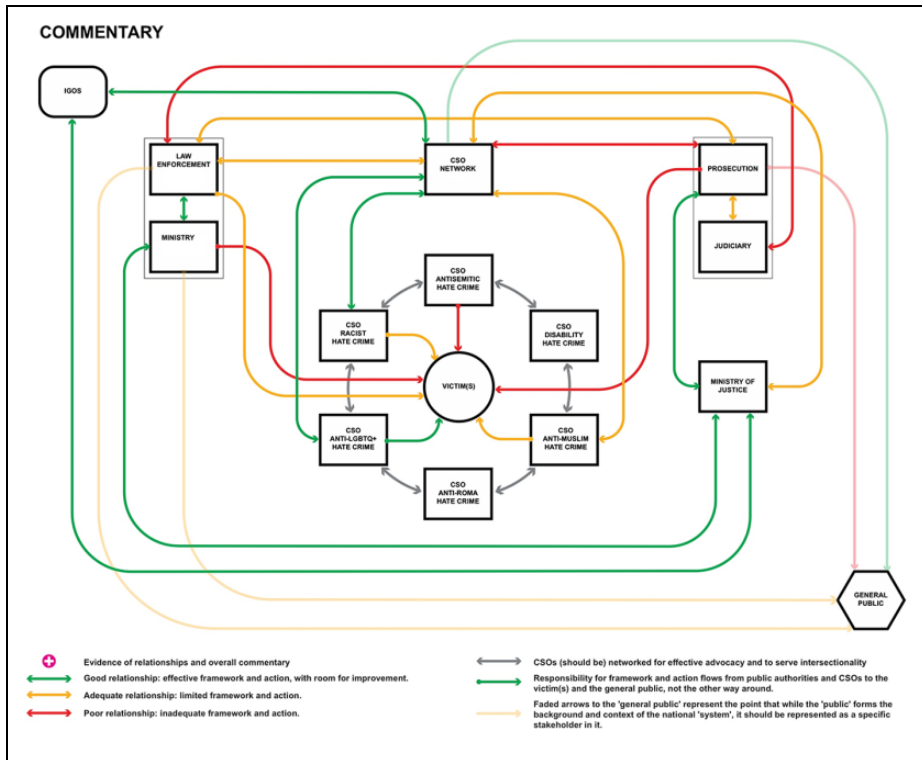 COMMENTARY
IGOS
LAW
ENFORCEMENT
CSO
NETWORK
PROSECUTION
MINISTRY
JUDICIARY
CSO
ANTISEMITIC
HATE CRIME
CSO
RACIST
HATE CRIME
CSO
DISABILITY
HATE CRIME
VICTIM(S)
MINISTRY OF
JUSTICE
CSO
ANTI-LGBTQ+
HATE CRIME
CSO
ANTI-MUSLIM
HATE CRIME
CSO
ANTI-ROMA
HATE CRIME
GENERAL
PUBLIC
Evidence of relationships and overall commentary
Good relationship: effective framework and action, with room for improvement.
Adequate relationship: limited framework and action.
Poor relationship: inadequate framework and action.
CSOs (should be) networked for effective advocacy and to serve intersectionality
Responsibility for framework and action flows from public authorities and CSOs to the
victim(s) and the general public, not the other way around.
Faded arrows to the 'general public' represent the point that while the 'public' forms the
background and context of the national 'system', it should be represented as a specific
stakeholder in it.